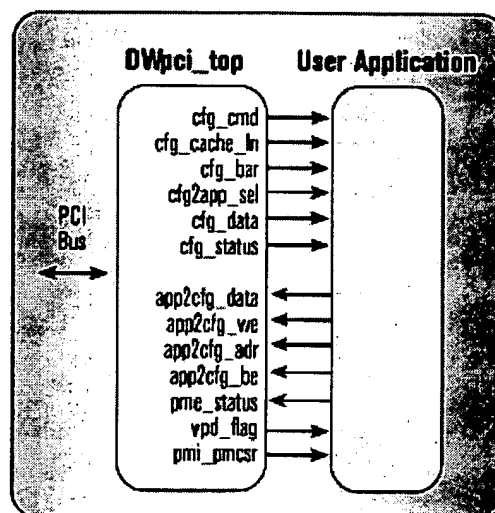 DWpci_top User Application
cfg_cmd
cfg_cache_ln
cfg_bar
cfg2app_sel
cfg_data
cfg_status
PCI
Bus
app2cfg_data
app2cfg_we
app2cfg_adr
app2cfg_be
pme_status
vpd_flag
pmi_pmcsr